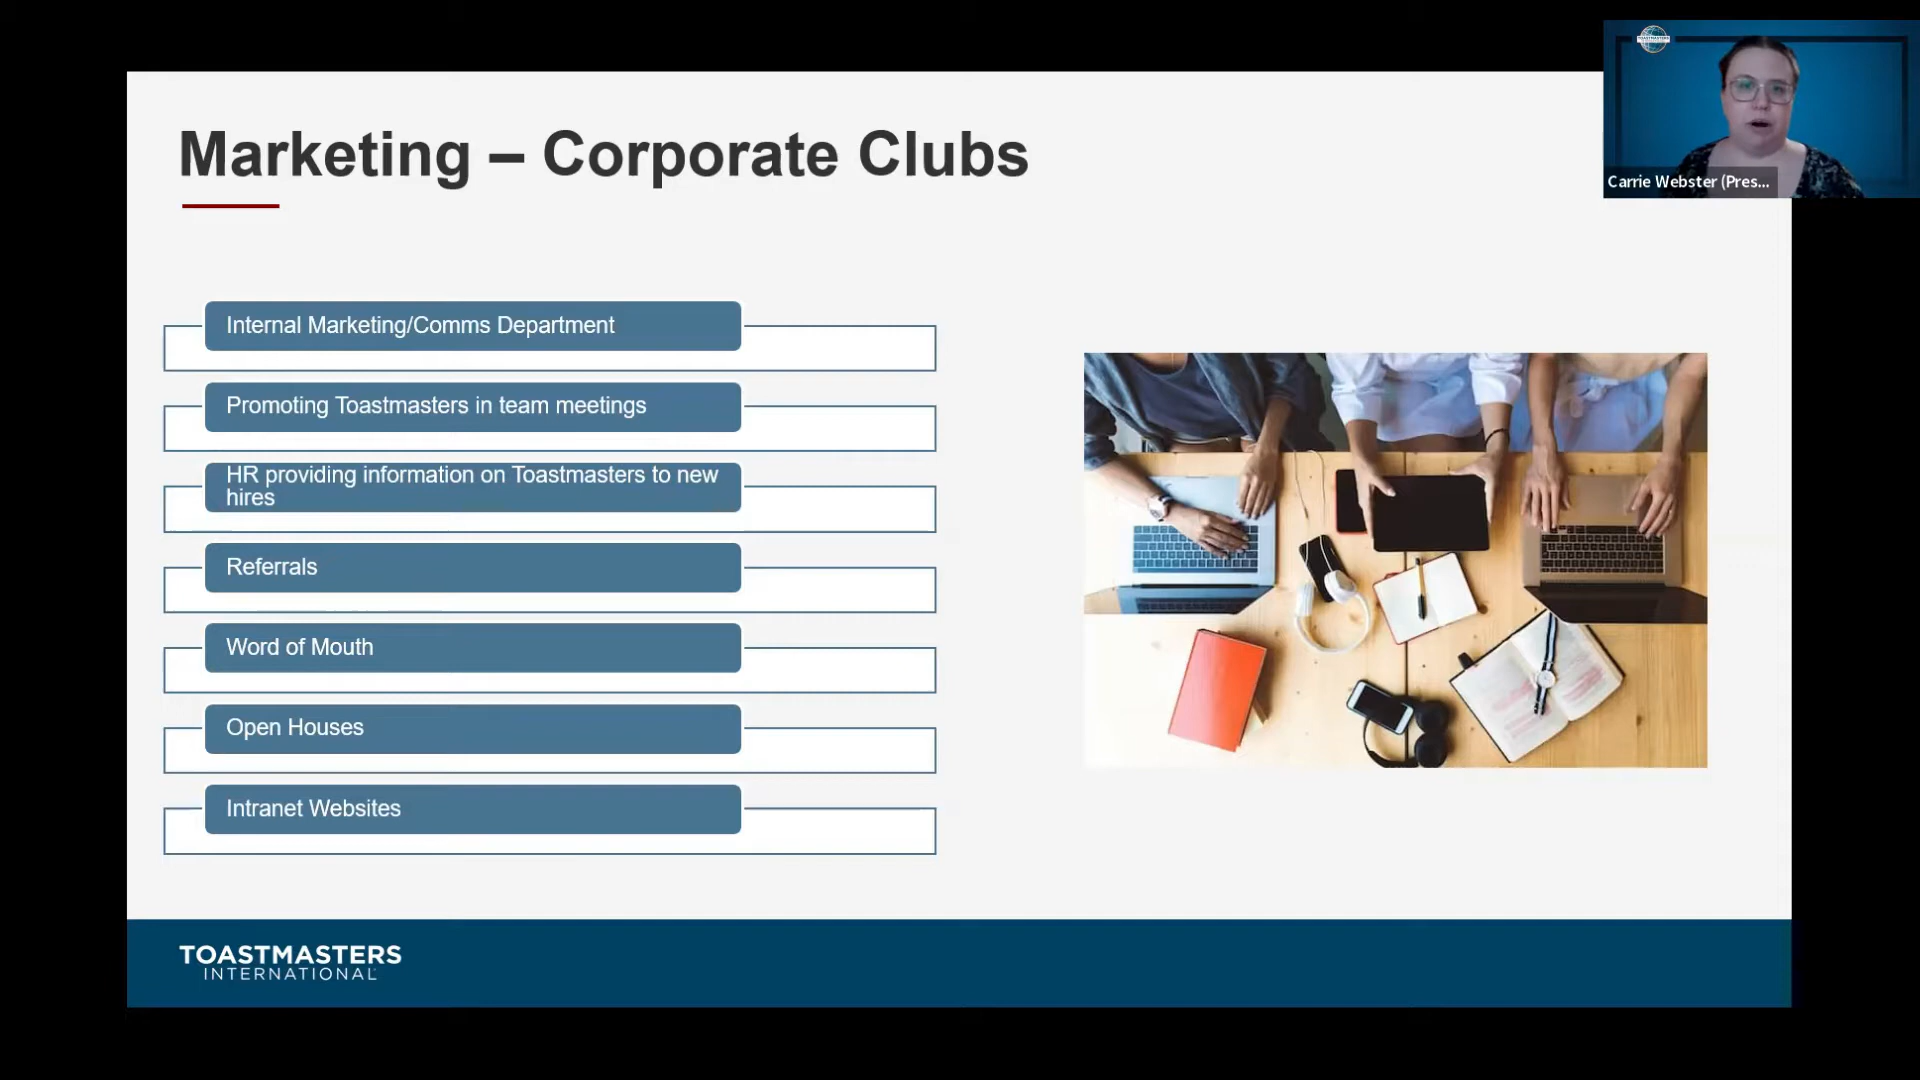 Marketing – Corporate Clubs
TOASTMASTERS
Carrie Webster (Pres...
Internal Marketing/Comms Department
Promoting Toastmasters in team meetings
HR providing information on Toastmasters to new
hires
Referrals
Word of Mouth
Open Houses
Intranet Websites
TOASTMASTERS
INTERNATIONAL